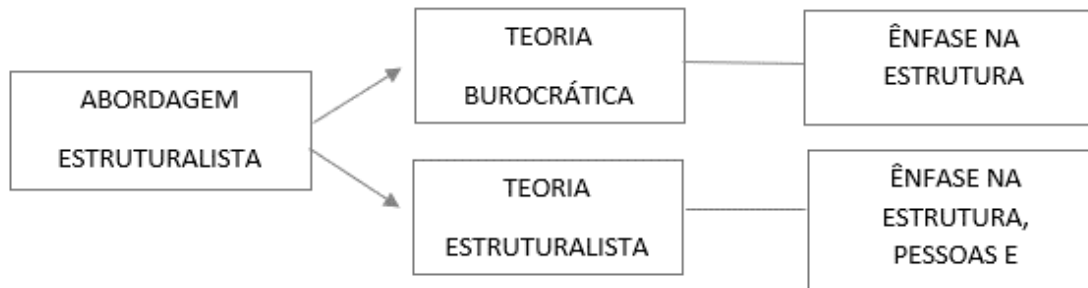 ABORDAGEM
ESTRUTURALISTA
TEORIA
BUROCRÁTICA
ÊNFASE NA
ESTRUTURA
TEORIA
ESTRUTURALISTA
ÊNFASE NA
ESTRUTURA,
PESSOAS E